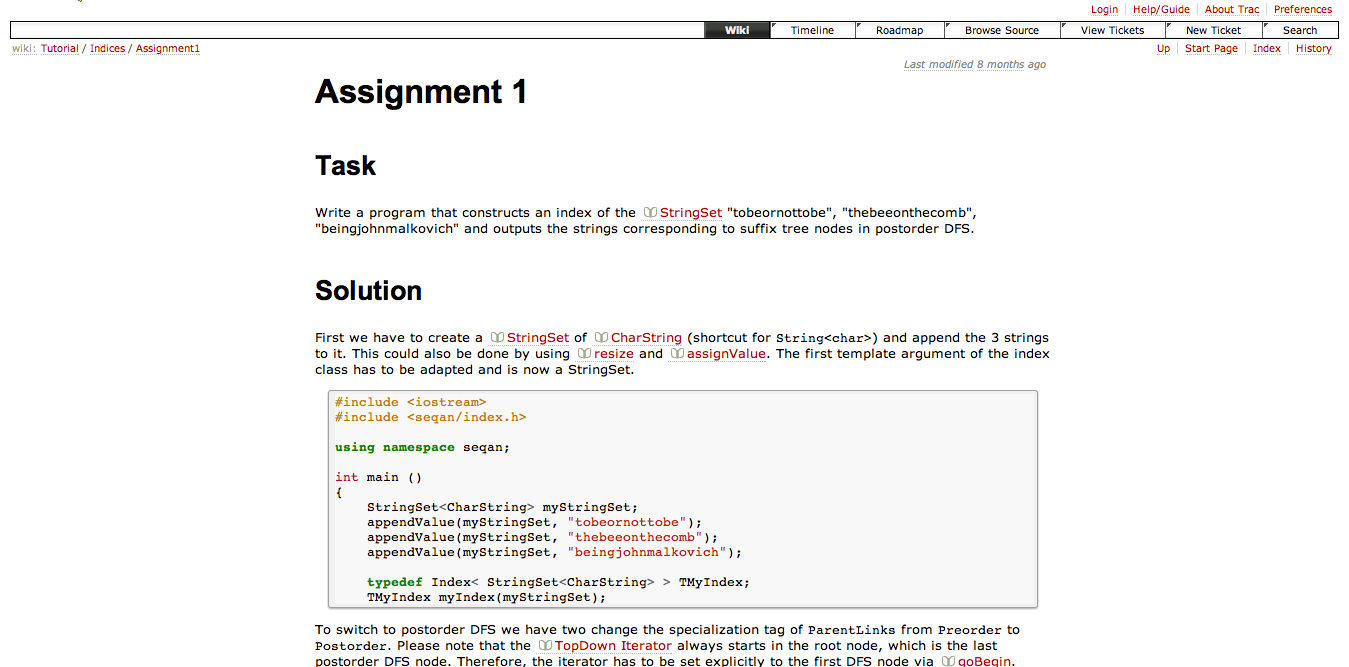 Login Help/Guide About Trac Preferences
Wiki Timeline Roadmap Browse Source View Tickets New Ticket Search
wiki: Tutorial / Indices / Assignment1 Up Start Page Index History
Last modified 8 months ago
Assignment 1
Task
Write a program that constructs an index of the StringSet "tobeornottobe", "thebeeonthecomb",
"beingjohnmalkovich" and outputs the strings corresponding to suffix tree nodes in postorder DFS.
Solution
First we have to create a StringSet of CharString (shortcut for String<char>) and append the 3 strings
to it. This could also be done by using resize and assignValue. The first template argument of the index
class has to be adapted and is now a StringSet.
#include <iostream>
#include <seqan/index.h>
using namespace seqan;
int main ()
{
StringSet<CharString> myStringSet;
appendValue(myStringSet, "tobeornottobe");
appendValue(myStringSet, "thebeeonthecomb");
appendValue(myStringSet, "beingjohnmalkovich");
typedef Index< StringSet<CharString> > TMyIndex;
TMyIndex myIndex(myStringSet);
To switch to postorder DFS we have two change the specialization tag of ParentLinks from Preorder to
Postorder. Please note that the TopDown Iterator always starts in the root node, which is the last
postorder DFS node. Therefore, the iterator has to be set explicitly to the first DFS node via goBegin.